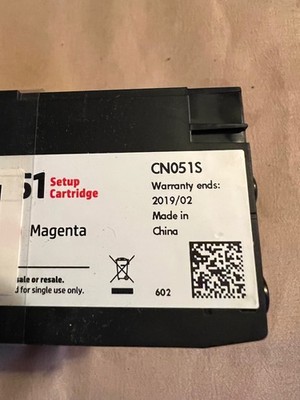 51 Setup
Cartridge
Magenta
CN051S
Warranty ends:
2019/02
Made in
China
sale or resale.
for single use only.
602